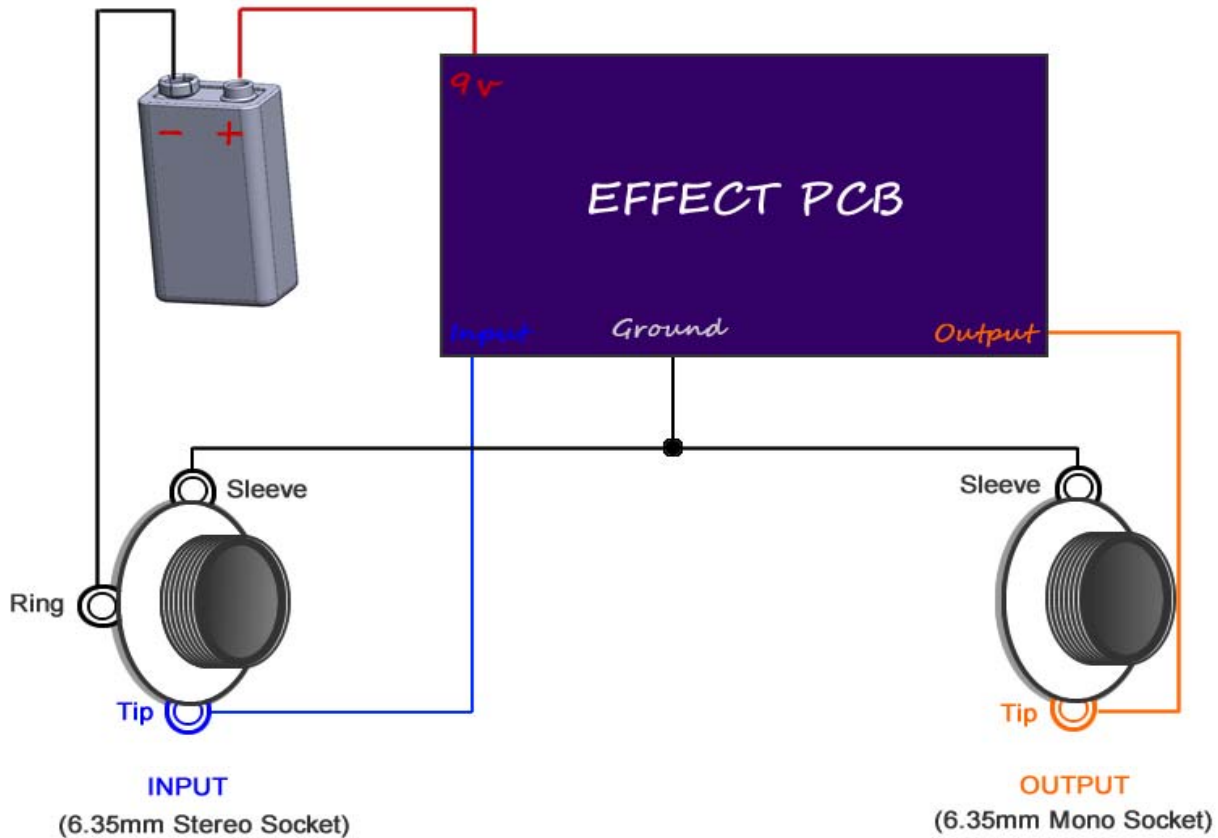 9v
- +
EFFECT PCB
Input
Ground
Output
Sleeve
Sleeve
Ring
Tip
Tip
INPUT
(6.35mm Stereo Socket)
OUTPUT
(6.35mm Mono Socket)